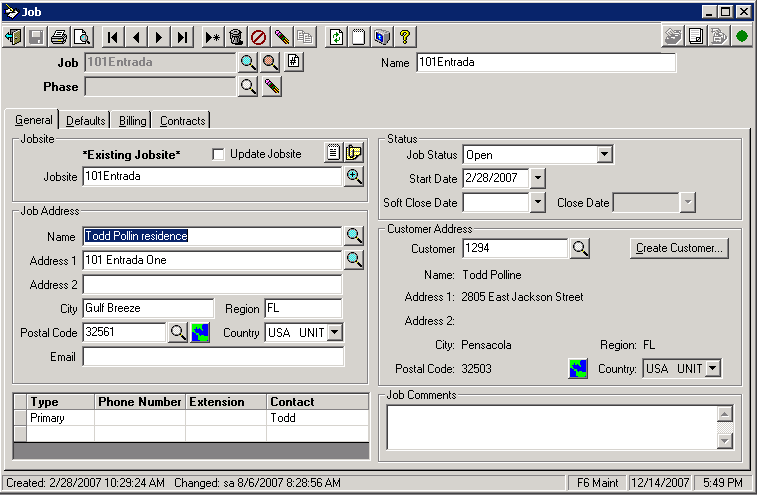 Job
Job 101Entrada # Name 101Entrada
Phase
General Defaults Billing Contracts
Jobsite
*Existing Jobsite* Update Jobsite
Jobsite 101Entrada
Status
Job Status Open
Start Date 2/28/2007
Soft Close Date Close Date
Job Address
Name Todd Pollin residence
Address 1 101 Entrada One
Address 2
City Gulf Breeze Region FL
Postal Code 32561 Country USA UNIT
Email
Customer Address
Customer 1294 Create Customer...
Name: Todd Polline
Address 1: 2805 East Jackson Street
Address 2:
City: Pensacola Region: FL
Postal Code: 32503 Country: USA UNIT
Type Phone Number Extension Contact
Primary Todd
Job Comments
Created: 2/28/2007 10:29:24 AM Changed: sa 8/6/2007 8:28:56 AM F6 Maint 12/14/2007 5:49 PM